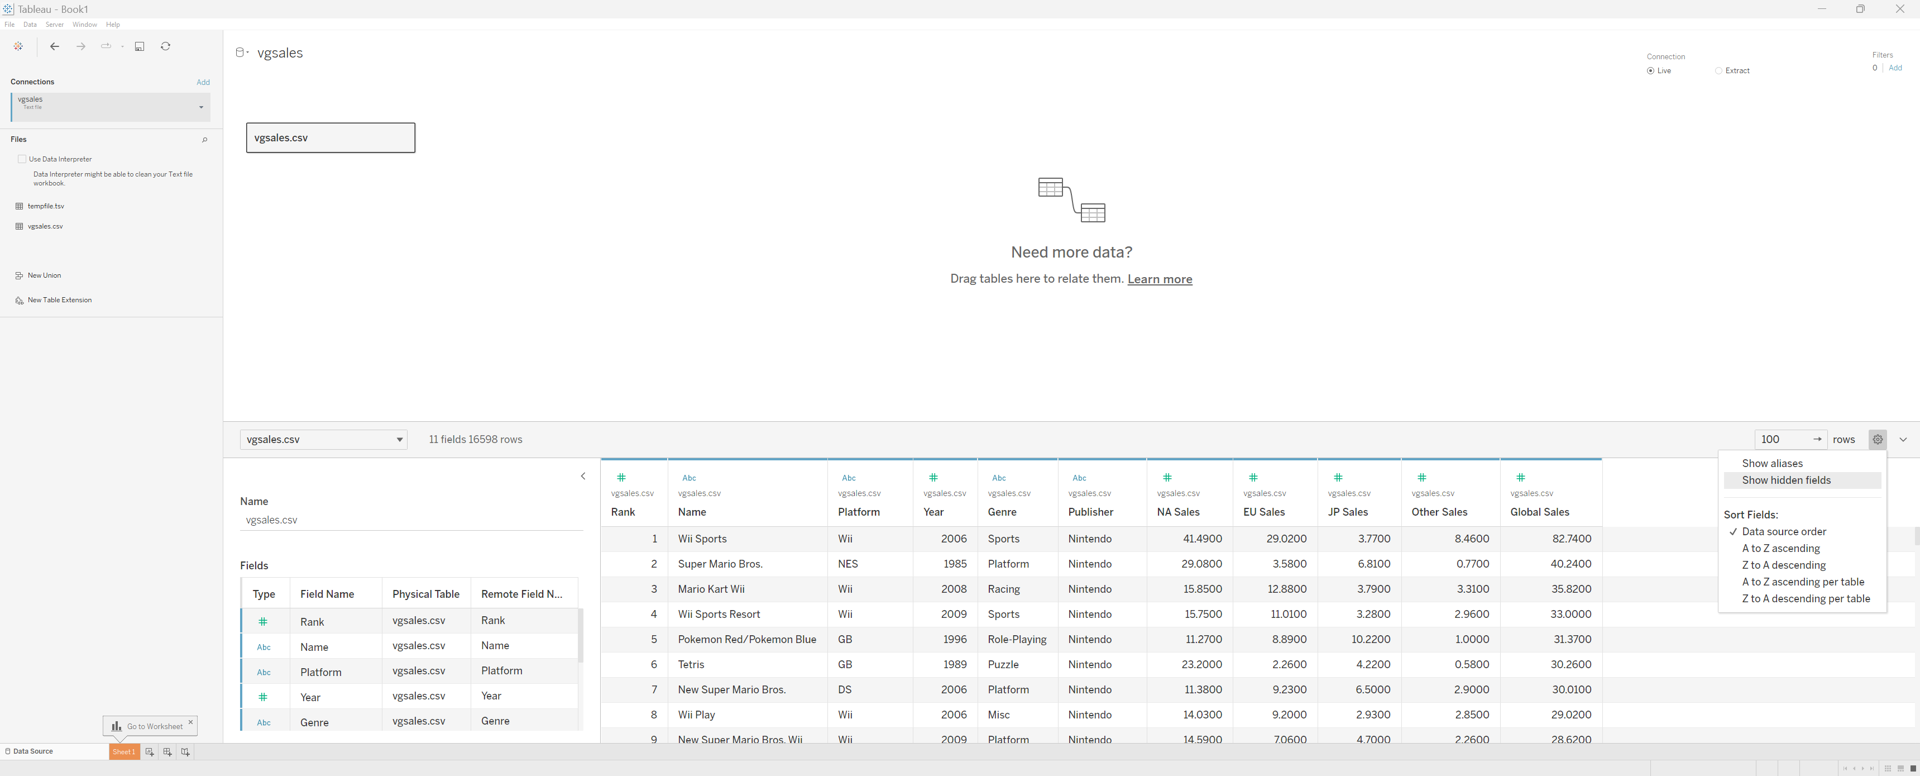 Tableau - Book1
File Data Server Window Help
Connections Add
vgsales
Text file
Files
Use Data Interpreter
Data Interpreter might be able to clean your Text file
workbook.
tempfile.tsv
vgsales.csv
New Union
New Table Extension
vgsales
Connection
Live Extract
Filters
0 Add
vgsales.csv
Need more data?
Drag tables here to relate them. Learn more
vgsales.csv 11 fields 16598 rows 100 → rows
Show aliases
Show hidden fields
Sort Fields:
✓ Data source order
A to Z ascending
Z to A descending
A to Z ascending per table
Z to A descending per table
Name
vgsales.csv
Fields
Type Field Name Physical Table Remote Field N...
# Rank vgsales.csv Rank
Abc Name vgsales.csv Name
Abc Platform vgsales.csv Platform
# Year vgsales.csv Year
Abc Genre vgsales.csv Genre
# Abc Abc # Abc Abc # # # # #
vgsales.csv vgsales.csv vgsales.csv vgsales.csv vgsales.csv vgsales.csv vgsales.csv vgsales.csv vgsales.csv vgsales.csv vgsales.csv
Rank Name Platform Year Genre Publisher NA Sales EU Sales JP Sales Other Sales Global Sales
1 Wii Sports Wii 2006 Sports Nintendo 41.4900 29.0200 3.7700 8.4600 82.7400
2 Super Mario Bros. NES 1985 Platform Nintendo 29.0800 3.5800 6.8100 0.7700 40.2400
3 Mario Kart Wii Wii 2008 Racing Nintendo 15.8500 12.8800 3.7900 3.3100 35.8200
4 Wii Sports Resort Wii 2009 Sports Nintendo 15.7500 11.0100 3.2800 2.9600 33.0000
5 Pokemon Red/Pokemon Blue GB 1996 Role-Playing Nintendo 11.2700 8.8900 10.2200 1.0000 31.3700
6 Tetris GB 1989 Puzzle Nintendo 23.2000 2.2600 4.2200 0.5800 30.2600
7 New Super Mario Bros. DS 2006 Platform Nintendo 11.3800 9.2300 6.5000 2.9000 30.0100
8 Wii Play Wii 2006 Misc Nintendo 14.0300 9.2000 2.9300 2.8500 29.0200
9 New Super Mario Bros. Wii Wii 2009 Platform Nintendo 14.5900 7.0600 4.7000 2.2600 28.6200
Go to Worksheet
Data Source Sheet 1